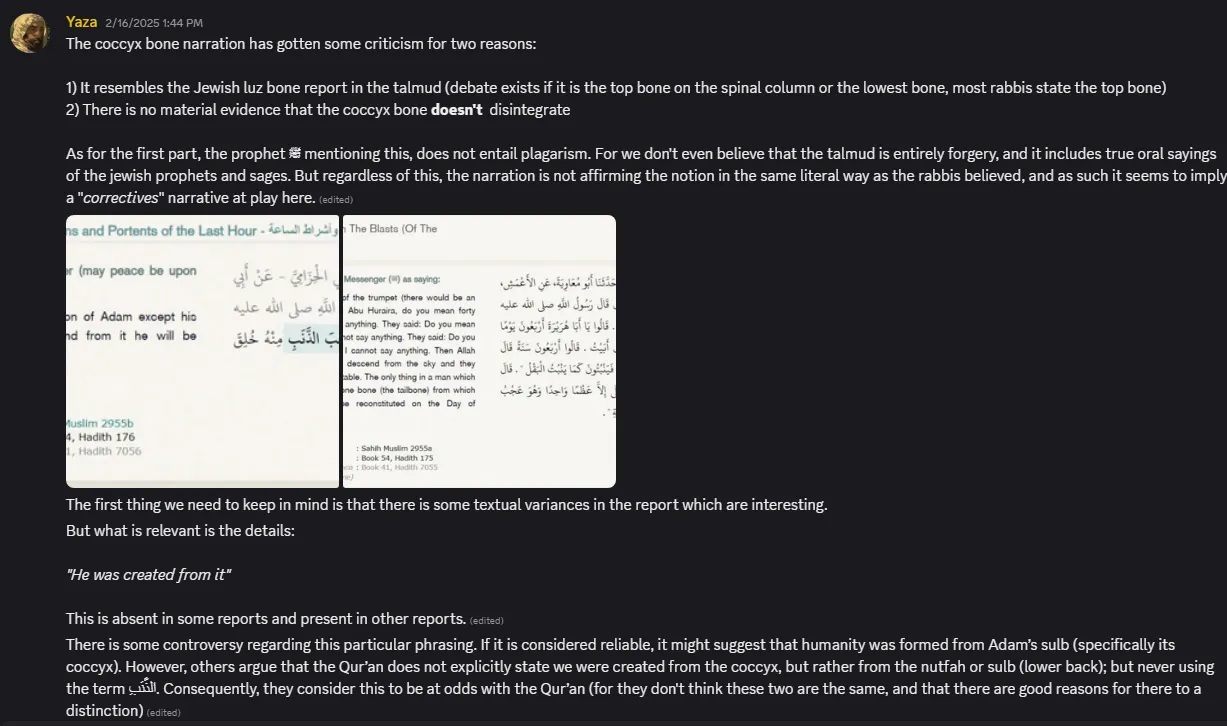 Yaza 2/16/2025 1:44 PM
The coccyx bone narration has gotten some criticism for two reasons:
1) It resembles the Jewish luz bone report in the talmud (debate exists if it is the top bone on the spinal column or the lowest bone, most rabbis state the top bone)
2) There is no material evidence that the coccyx bone doesn't disintegrate
As for the first part, the prophet ﷺ mentioning this, does not entail plagarism. For we don't even believe that the talmud is entirely forgery, and it includes true oral sayings
of the jewish prophets and sages. But regardless of this, the narration is not affirming the notion in the same literal way as the rabbis believed, and as such it seems to imply
a "correctives" narrative at play here. (edited)
ns and Portents of the Last Hour - وأشراط الساعة
r (may peace be upon
الْحِزَامِيَّ - عَنْ أَبِي
اللَّهِ صلى الله عليه
on of Adam except his
nd from it he will be
بَ الذَّنَبِ مِنْهُ خُلِقَ
Muslim 2955b
4, Hadith 176
1, Hadith 7056
n The Blasts (Of The
Messenger (ﷺ) as saying:
of the trumpet (there would be an
Abu Huraira, do you mean forty
anything. They said: Do you mean
not say anything. They said: Do you
I cannot say anything. Then Allah
descend from the sky and they
table. The only thing in a man which
one bone (the tailbone) from which
be reconstituted on the Day of
حَدَّثَنَا أَبُو مُعَاوِيَةَ، عَنِ الأَعْمَشِ،
قَالَ رَسُولُ اللَّهِ صلى الله عليه
. قَالُوا يَا أَبَا هُرَيْرَةَ أَرْبَعُونَ يَوْمًا
أَبَيْتُ . قَالُوا أَرْبَعُونَ سَنَةً قَالَ
فَيَنْبُتُونَ كَمَا يَنْبُتُ الْبَقْلُ " . قَالَ
إِلاَّ عَظْمًا وَاحِدًا وَهُوَ عَجْبُ
: Sahih Muslim 2955a
: Book 54, Hadith 175
: Book 41, Hadith 7055
The first thing we need to keep in mind is that there is some textual variances in the report which are interesting.
But what is relevant is the details:
"He was created from it"
This is absent in some reports and present in other reports. (edited)
There is some controversy regarding this particular phrasing. If it is considered reliable, it might suggest that humanity was formed from Adam's sulb (specifically its
coccyx). However, others argue that the Qur'an does not explicitly state we were created from the coccyx, but rather from the nutfah or sulb (lower back); but never using
the term الذَّنَب. Consequently, they consider this to be at odds with the Qur'an (for they don't think these two are the same, and that there are good reasons for there to a
distinction) (edited)